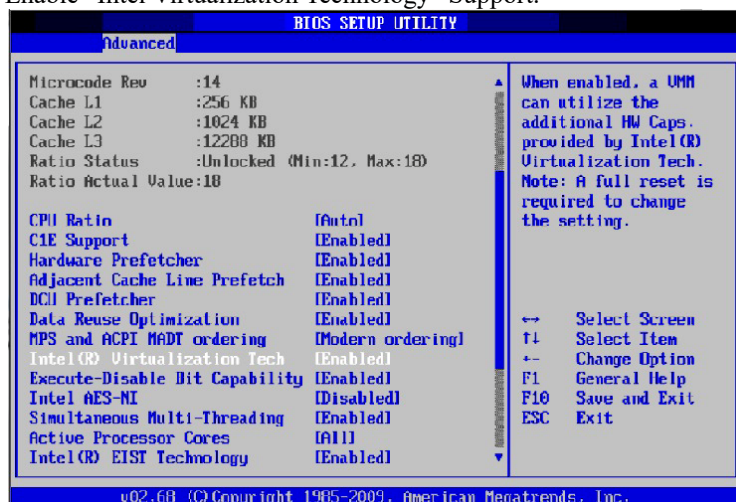 Enable "Intel Virtualization Technology" Support.
BIOS SETUP UTILITY
Advanced
Microcode Rev :14
Cache L1 :256 KB
Cache L2 :1024 KB
Cache L3 :12288 KB
Ratio Status :Unlocked (Min:12, Max:18)
Ratio Actual Value:18
CPU Ratio [Auto]
C1E Support [Enabled]
Hardware Prefetcher [Enabled]
Adjacent Cache Line Prefetch [Enabled]
DCU Prefetcher [Enabled]
Data Reuse Optimization [Enabled]
MPS and ACPI MADT ordering [Modern ordering]
Intel(R) Virtualization Tech [Enabled]
Execute-Disable Bit Capability [Enabled]
Intel AES-NI [Disabled]
Simultaneous Multi-Threading [Enabled]
Active Processor Cores [All]
Intel(R) EIST Technology [Enabled]
When enabled, a VMM
can utilize the
additional HW Caps.
provided by Intel(R)
Virtualization Tech.
Note: A full reset is
required to change
the setting.
↔ Select Screen
↑↓ Select Item
+- Change Option
F1 General Help
F10 Save and Exit
ESC Exit
v02.68 (C)Copyright 1985-2009, American Megatrends, Inc.